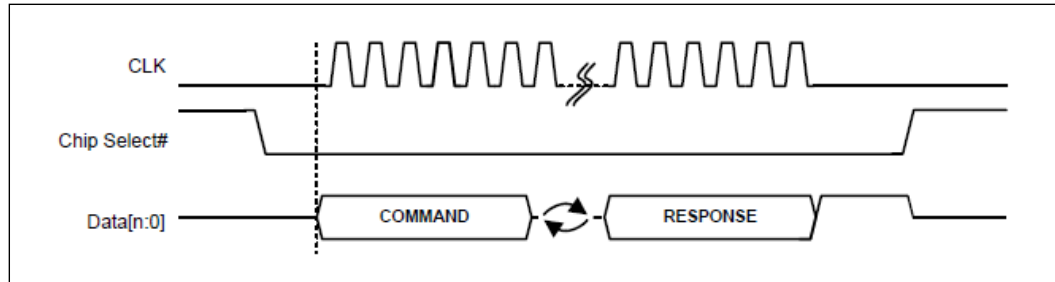 CLK
Chip Select#
Data[n:0]
COMMAND
RESPONSE